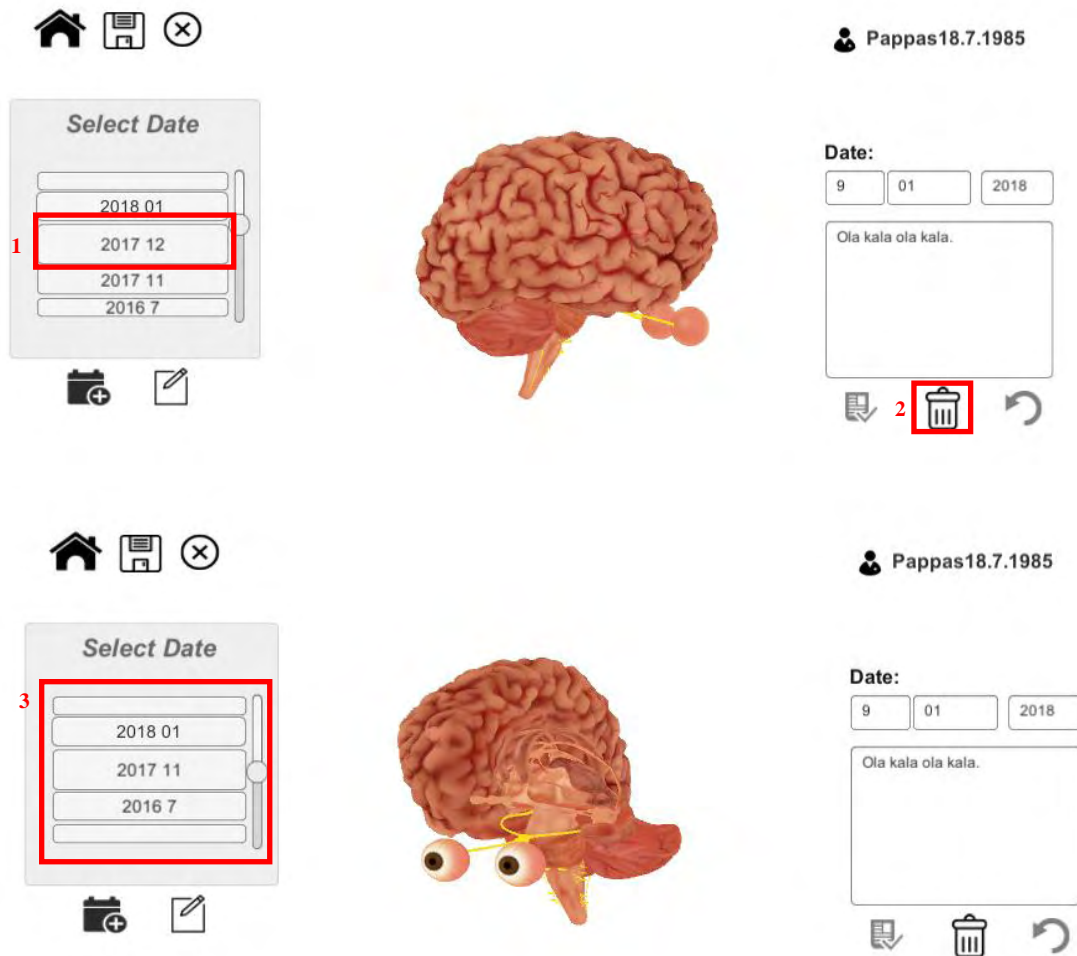 Pappas18.7.1985
Select Date
Date:
9 01 2018
2018 01
1
2017 12
Ola kala ola kala.
2017 11
2016 7
2
Pappas18.7.1985
Select Date
Date:
3
9 01 2018
2018 01
2017 11
Ola kala ola kala.
2016 7